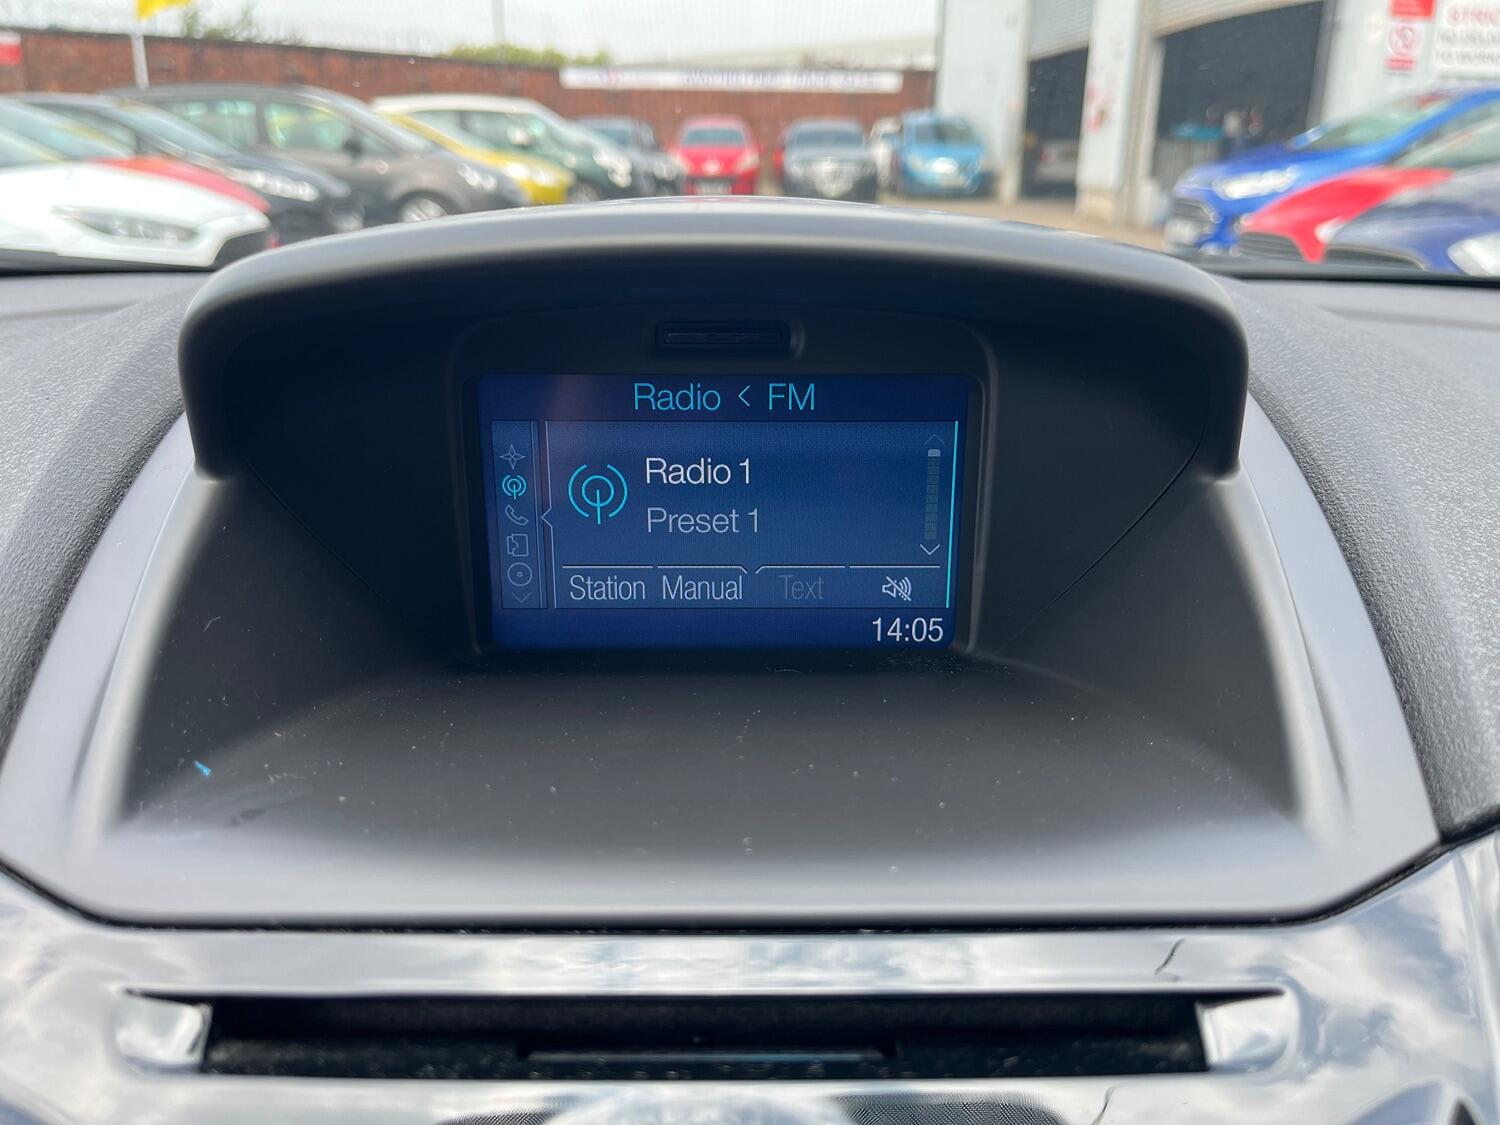 Radio < FM
Radio 1
Preset 1
Station Manual Text
14:05